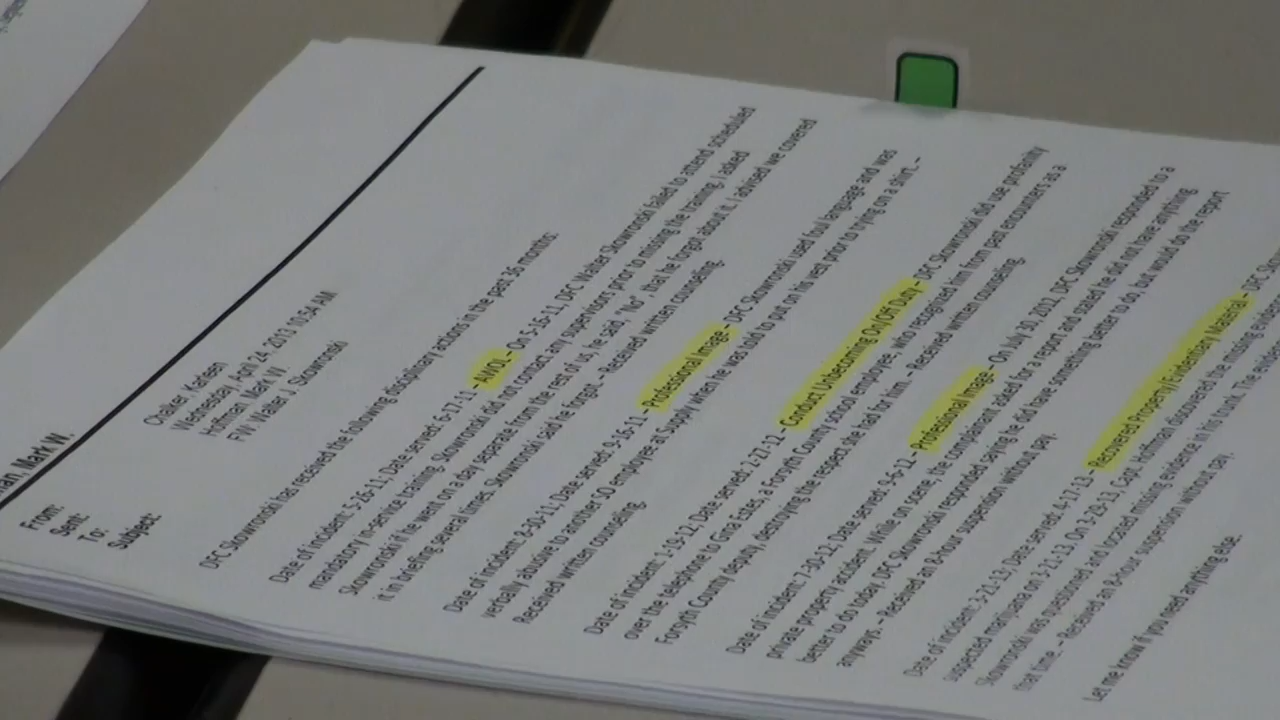 an Mark W.
From: Chalker, Karleen
Sent: Wednesday, April 24, 2013 10:54 AM
To: Hoffman, Mark W
Subject: FW Walter J. Skowronski
DFC Skowronski has received the following disciplinary actions in the past 36 months:
Date of incident: 5-26-11; Date served: 6-17-11 – AWOL – On 5-16-11, DFC Walter Skowronski failed to attend scheduled
mandatory in-service training. Skowronski did not contact any supervisors prior to missing the training. I asked
Skowronski if he went on a day separate from the rest of us, he said, "No", that he forgot about it. I advised we covered
it in briefing several times. Skowronski said he forgot. – Received written counseling.
Date of incident: 8-30-11; Date served: 9-16-11 – Professional Image – DFC Skowronski used foul language and was
verbally abusive to another SO employee at Supply when he was told to put on his vest prior to trying on a shirt. –
Received written counseling.
Date of incident: 1-19-12; Date served: 2-27-12 – Conduct Unbecoming On/Off Duty – DFC Skowronski did use profanity
over the telephone to Gina Estes, a Forsyth County school employee, who recognized him from past encounters as a
Forsyth County deputy, destroying the respect she had for him. – Received written counseling.
Date of incident: 7-30-12, Date served: 9-6-12 – Professional Image – On July 30, 2012, DFC Skowronski responded to a
private property accident. While on scene, the complainant asked for a report and stated he did not have anything
better to do today. DFC Skowronski responded saying he did have something better to do, but would do the report
anyways. – Received an 8-hour suspension without pay.
Date of incident: 3-21-13, Date served: 4-17-13 – Recovered Property/Evidentiary Material – DFC Skow
suspected marijuana on 3-21-13. On 3-29-13, Capt. Hoffman discovered the missing evide
Skowronski was questioned and located missing evidence in his trunk. The evide
that time. – Received an 8-hour suspension without pay.
Let me know if you need anything else.